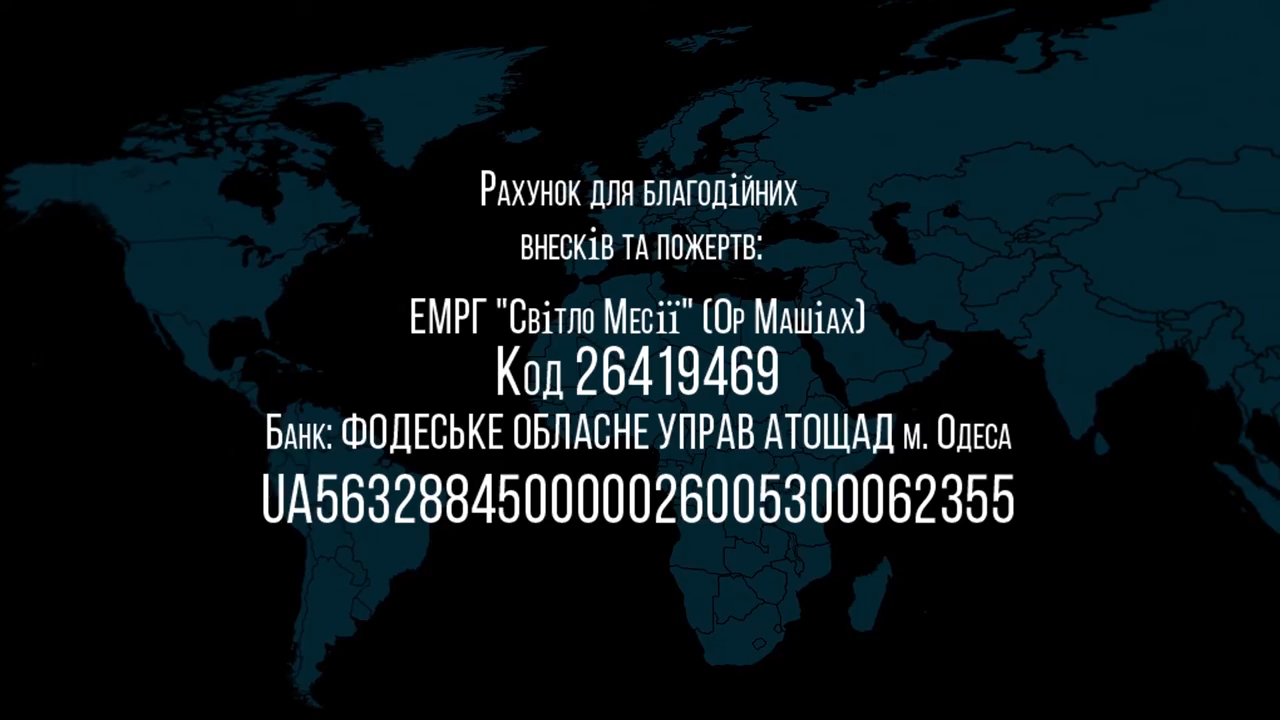 Рахунок для благодійних
внесків та пожертв:
ЕМРГ "Світло Месії" (Ор Машіах)
Код 26419469
Банк: ФОДЕСЬКЕ ОБЛАСНЕ УПРАВ АТОЩАД м. Одеса
UA563288450000026005300062355